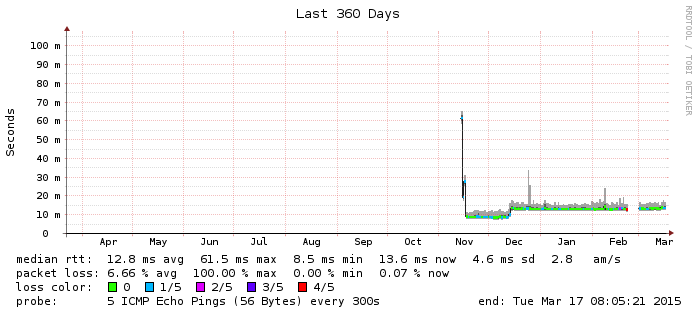 Last 360 Days
RRDTOOL / TOBI OETIKER
Seconds
100 m
90 m
80 m
70 m
60 m
50 m
40 m
30 m
20 m
10 m
0
Apr May Jun Jul Aug Sep Oct Nov Dec Jan Feb Mar
median rtt: 12.8 ms avg 61.5 ms max 8.5 ms min 13.6 ms now 4.6 ms sd 2.8 am/s
packet loss: 6.66 % avg 100.00 % max 0.00 % min 0.07 % now
loss color: 0 1/5 2/5 3/5 4/5
probe: 5 ICMP Echo Pings (56 Bytes) every 300s end: Tue Mar 17 08:05:21 2015